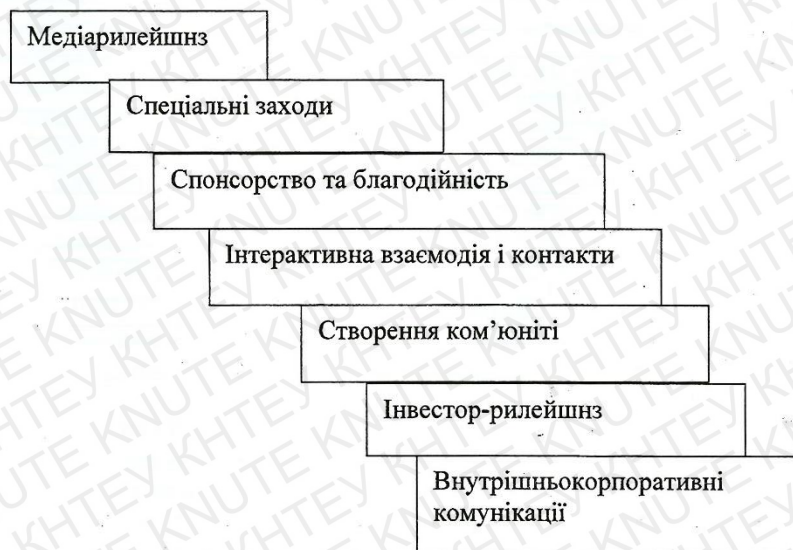 Медіарилейшнз
Спеціальні заходи
Спонсорство та благодійність
Інтерактивна взаємодія і контакти
Створення ком’юніті
Інвестор-рилейшнз
Внутрішньокорпоративні
комунікації